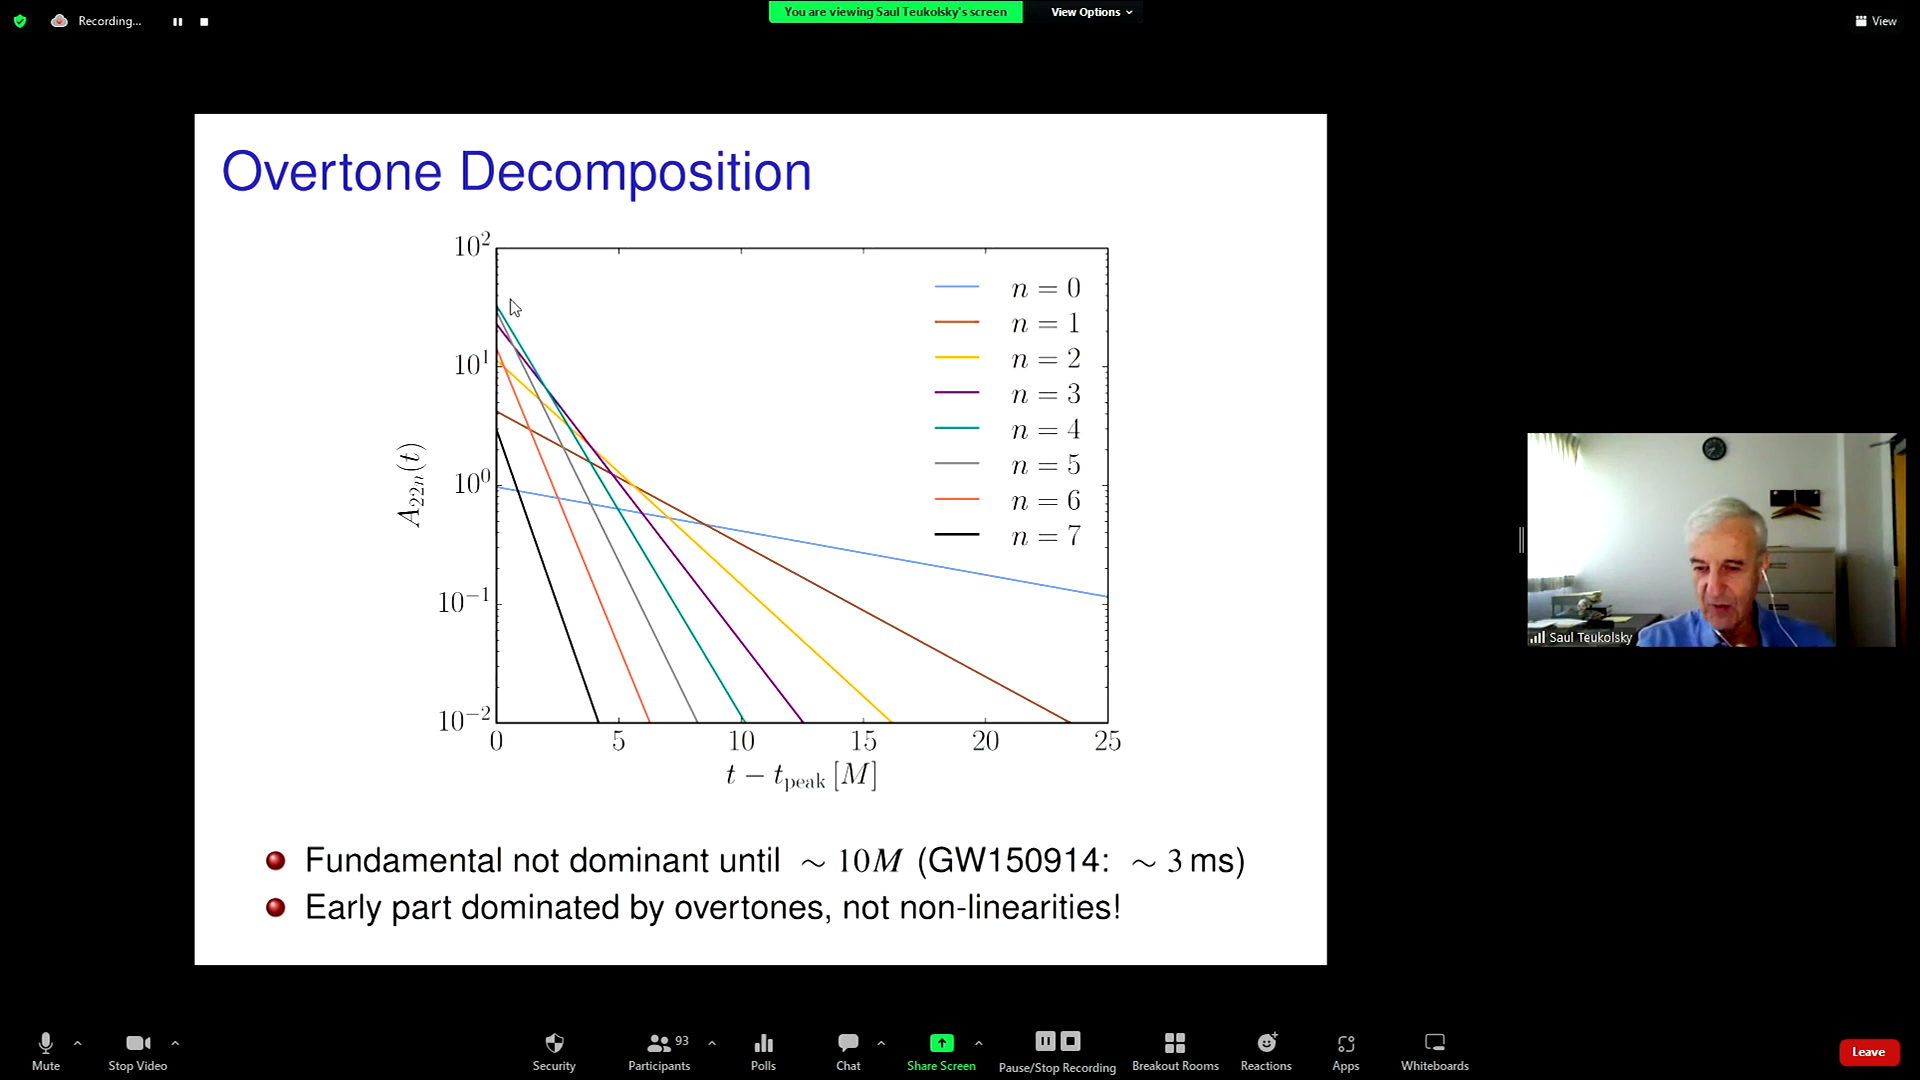 Recording...
You are viewing Saul Teukolsky's screen
View Options
View
Overtone Decomposition
10^2
10^1
10^0
10^-1
10^-2
A_22n(t)
n = 0
n = 1
n = 2
n = 3
n = 4
n = 5
n = 6
n = 7
0 5 10 15 20 25
t − t_peak [M]
Fundamental not dominant until ∼ 10M (GW150914: ∼ 3 ms)
Early part dominated by overtones, not non-linearities!
Saul Teukolsky
Mute
Stop Video
Security
Participants 93
Polls
Chat
Share Screen
Pause/Stop Recording
Breakout Rooms
Reactions
Apps
Whiteboards
Leave